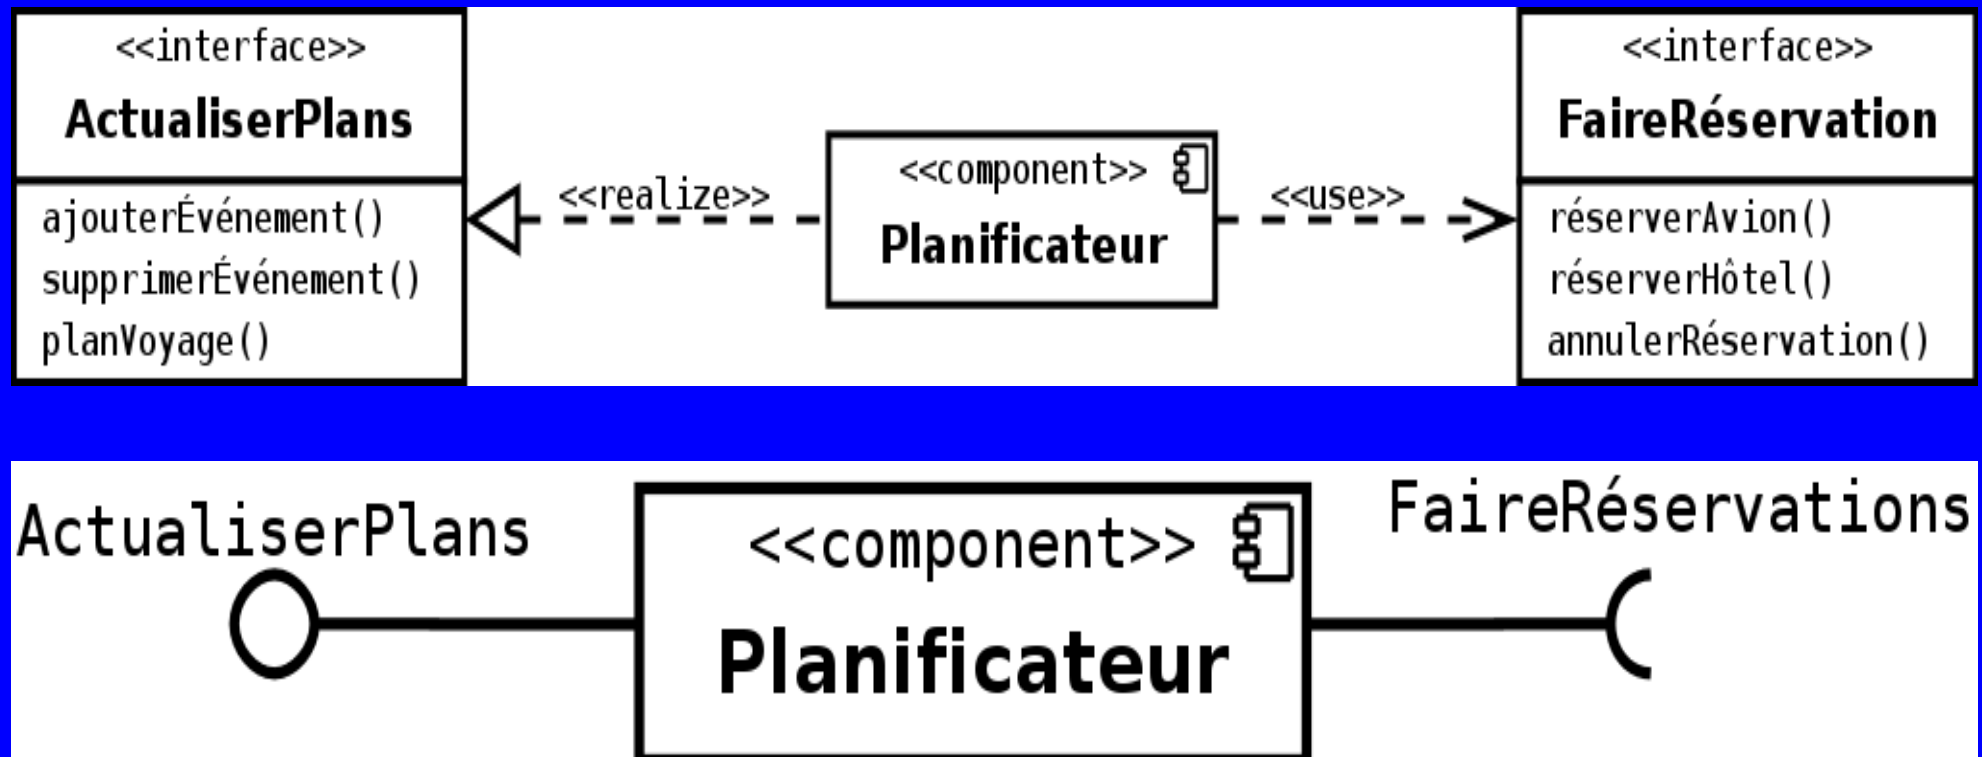 <<interface>>
ActualiserPlans
ajouterÉvénement()
supprimerÉvénement()
planVoyage()
<<realize>>
<<component>>
Planificateur
<<use>>
<<interface>>
FaireRéservation
réserverAvion()
réserverHôtel()
annulerRéservation()
ActualiserPlans
<<component>>
Planificateur
FaireRéservations